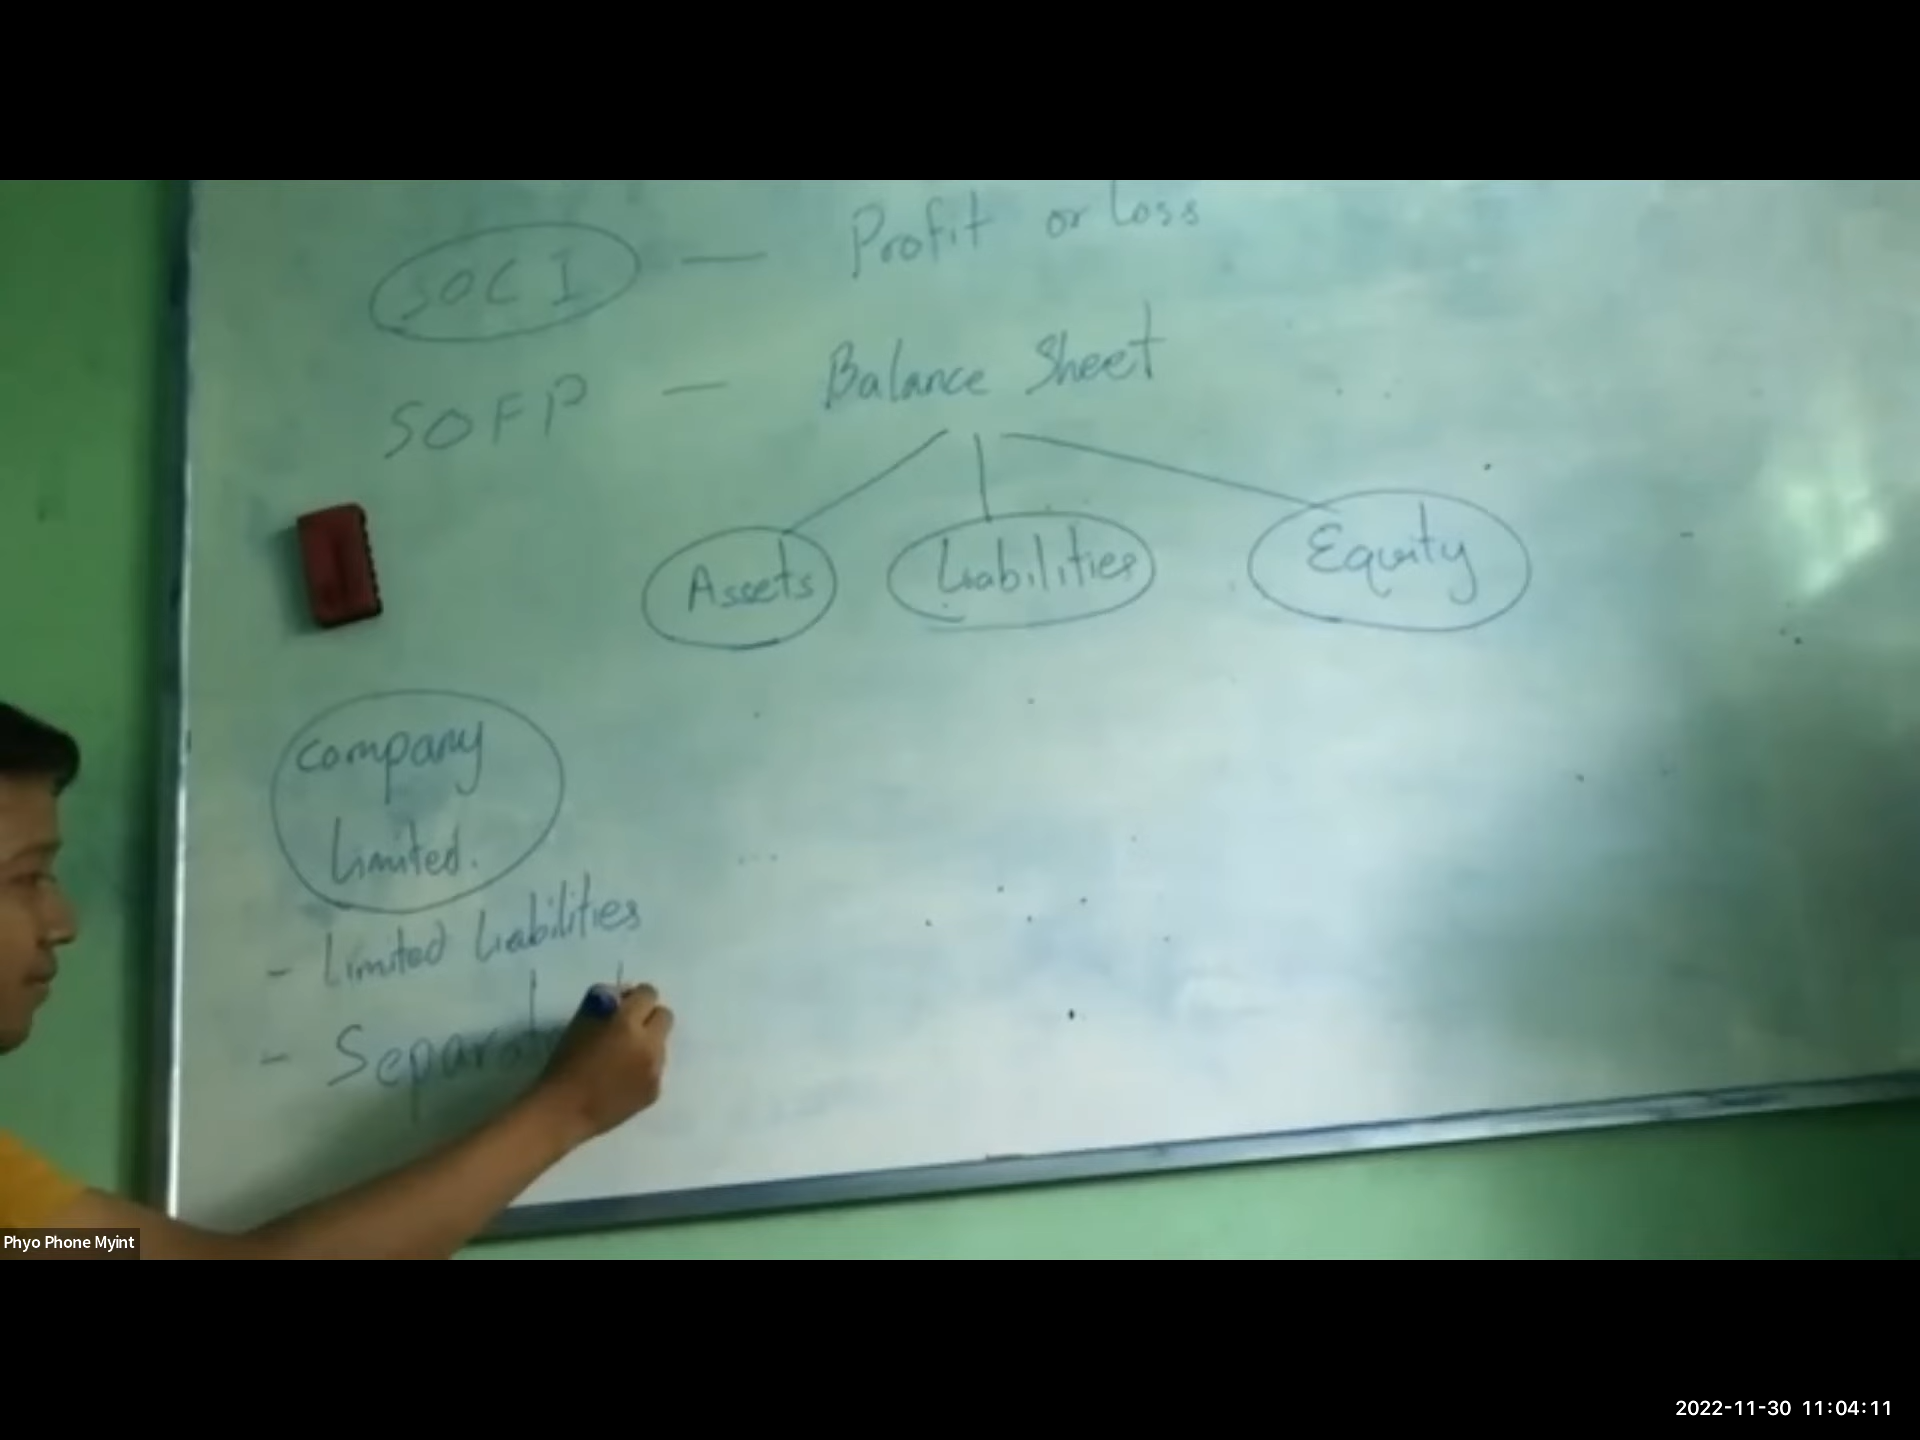 SOCI — Profit or Loss
SOFP — Balance Sheet
Assets Liabilities Equity
Company
Limited.
- Limited Liabilities
- Separate
Phyo Phone Myint
2022-11-30 11:04:11